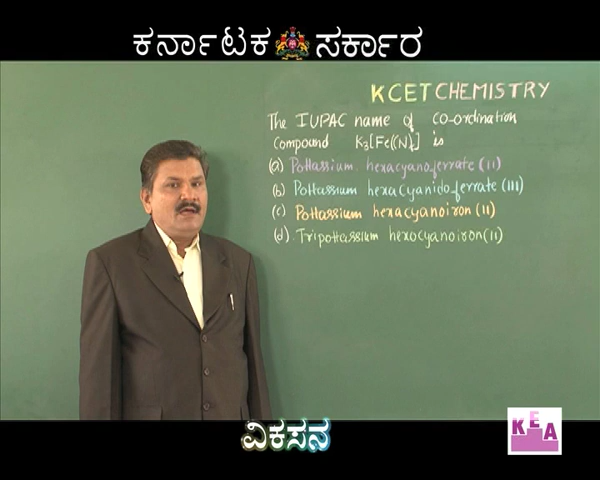 ಕರ್ನಾಟಕ ಸರ್ಕಾರ
KCET CHEMISTRY
The IUPAC name of co-ordination
compound K₃[Fe(CN)₆] is
(a) Pottassium hexacyanoferrate (II)
(b) Pottassium hexacyanidoferrate (III)
(c) Pottassium hexacyanoiron (II)
(d) Tripottassium hexocyanoiron (II)
ವಿಕಸನ
KEA